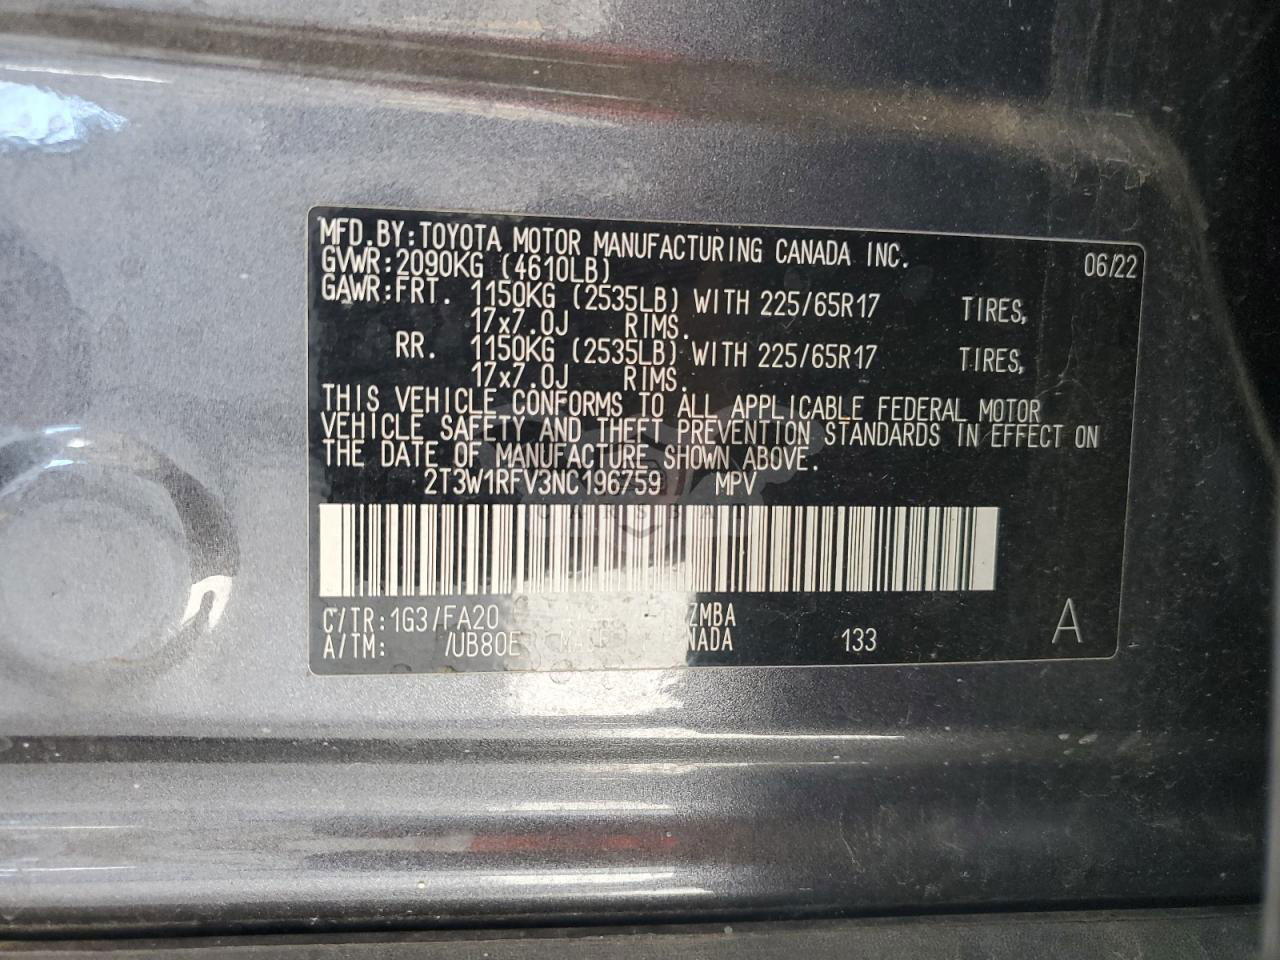 MFD.BY:TOYOTA MOTOR MANUFACTURING CANADA INC. 06/22
GVWR:2090KG (4610LB)
GAWR:FRT. 1150KG (2535LB) WITH 225/65R17 TIRES,
17x7.0J RIMS.
RR. 1150KG (2535LB) WITH 225/65R17 TIRES,
17x7.0J RIMS.
THIS VEHICLE CONFORMS TO ALL APPLICABLE FEDERAL MOTOR
VEHICLE SAFETY AND THEFT PREVENTION STANDARDS IN EFFECT ON
THE DATE OF MANUFACTURE SHOWN ABOVE.
2T3W1RFV3NC196759 MPV
C/TR:1G3/FA20 ZMBA
A/TM: /UB80E NADA 133 A